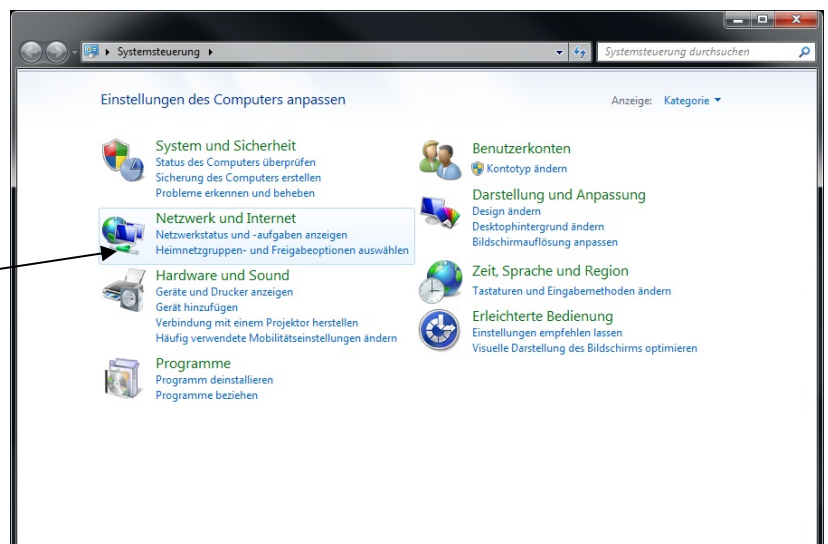 Systemsteuerung
Systemsteuerung durchsuchen
Einstellungen des Computers anpassen
Anzeige: Kategorie
System und Sicherheit
Status des Computers überprüfen
Sicherung des Computers erstellen
Probleme erkennen und beheben
Netzwerk und Internet
Netzwerkstatus und -aufgaben anzeigen
Heimnetzgruppen- und Freigabeoptionen auswählen
Hardware und Sound
Geräte und Drucker anzeigen
Gerät hinzufügen
Verbindung mit einem Projektor herstellen
Häufig verwendete Mobilitätseinstellungen ändern
Programme
Programm deinstallieren
Programme beziehen
Benutzerkonten
Kontotyp ändern
Darstellung und Anpassung
Design ändern
Desktophintergrund ändern
Bildschirmauflösung anpassen
Zeit, Sprache und Region
Tastaturen und Eingabemethoden ändern
Erleichterte Bedienung
Einstellungen empfehlen lassen
Visuelle Darstellung des Bildschirms optimieren